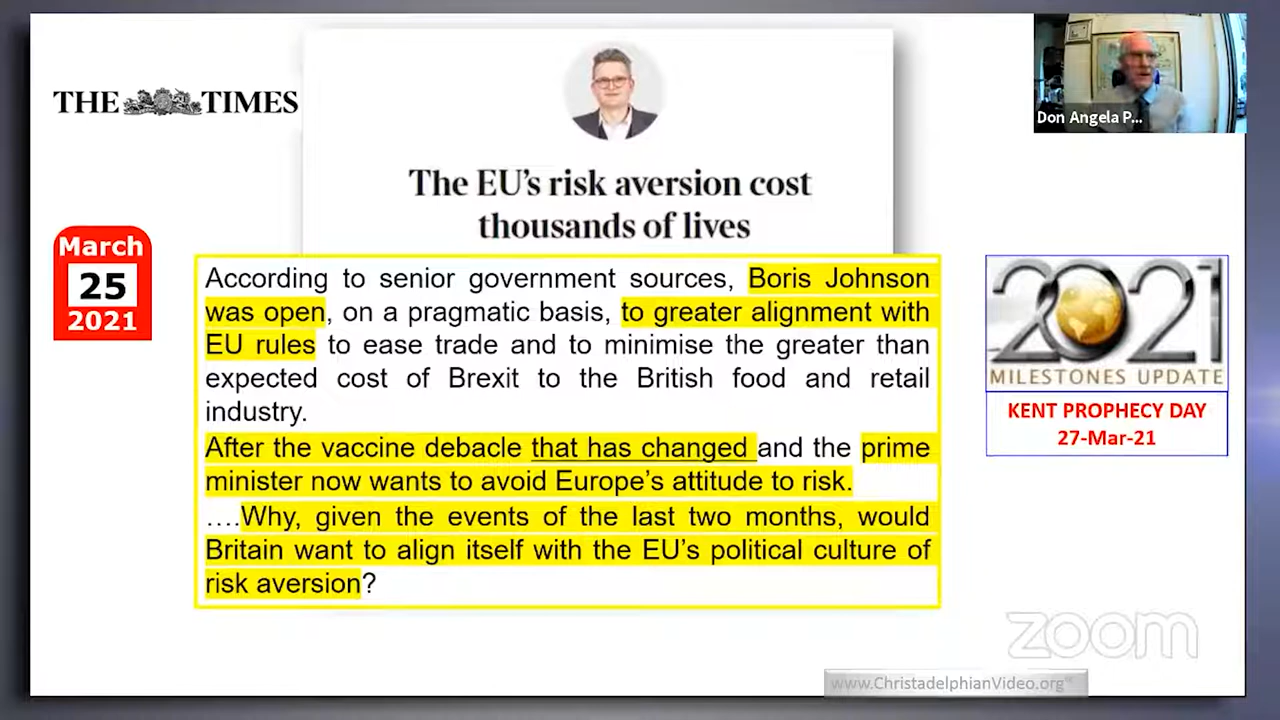 THE TIMES
Don Angela P...
The EU's risk aversion cost
thousands of lives
March
25
2021
According to senior government sources, Boris Johnson
was open, on a pragmatic basis, to greater alignment with
EU rules to ease trade and to minimise the greater than
expected cost of Brexit to the British food and retail
industry.
After the vaccine debacle that has changed and the prime
minister now wants to avoid Europe's attitude to risk.
….Why, given the events of the last two months, would
Britain want to align itself with the EU's political culture of
risk aversion?
2021
MILESTONES UPDATE
KENT PROPHECY DAY
27-Mar-21
zoom
www.ChristadelphianVideo.org